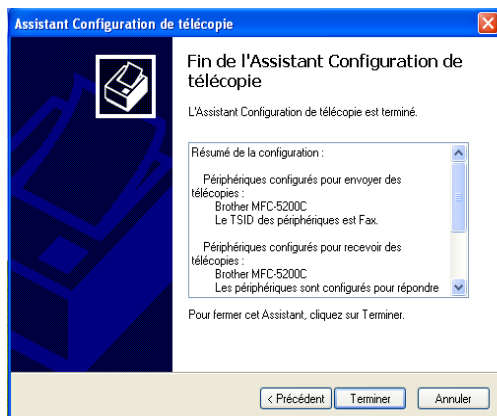 Assistant Configuration de télécopie
Fin de l'Assistant Configuration de
télécopie
L'Assistant Configuration de télécopie est terminé.
Résumé de la configuration :
Périphériques configurés pour envoyer des
télécopies :
Brother MFC-5200C
Le TSID des périphériques est Fax.
Périphériques configurés pour recevoir des
télécopies :
Brother MFC-5200C
Les périphériques sont configurés pour répondre
Pour fermer cet Assistant, cliquez sur Terminer.
< Précédent
Terminer
Annuler